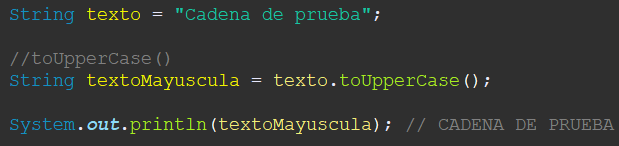 String texto = "Cadena de prueba";
//toUpperCase()
String textoMayuscula = texto.toUpperCase();
System.out.println(textoMayuscula); // CADENA DE PRUEBA